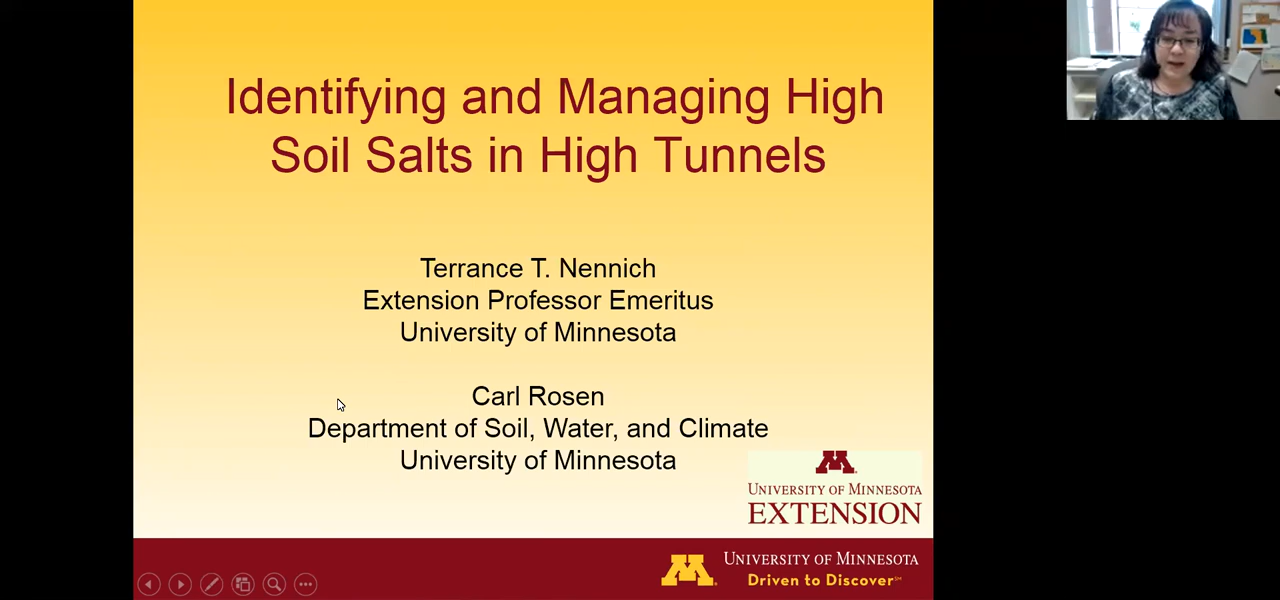 Identifying and Managing High
Soil Salts in High Tunnels
Terrance T. Nennich
Extension Professor Emeritus
University of Minnesota
Carl Rosen
Department of Soil, Water, and Climate
University of Minnesota
M
UNIVERSITY OF MINNESOTA
EXTENSION
M
UNIVERSITY OF MINNESOTA
Driven to Discover℠